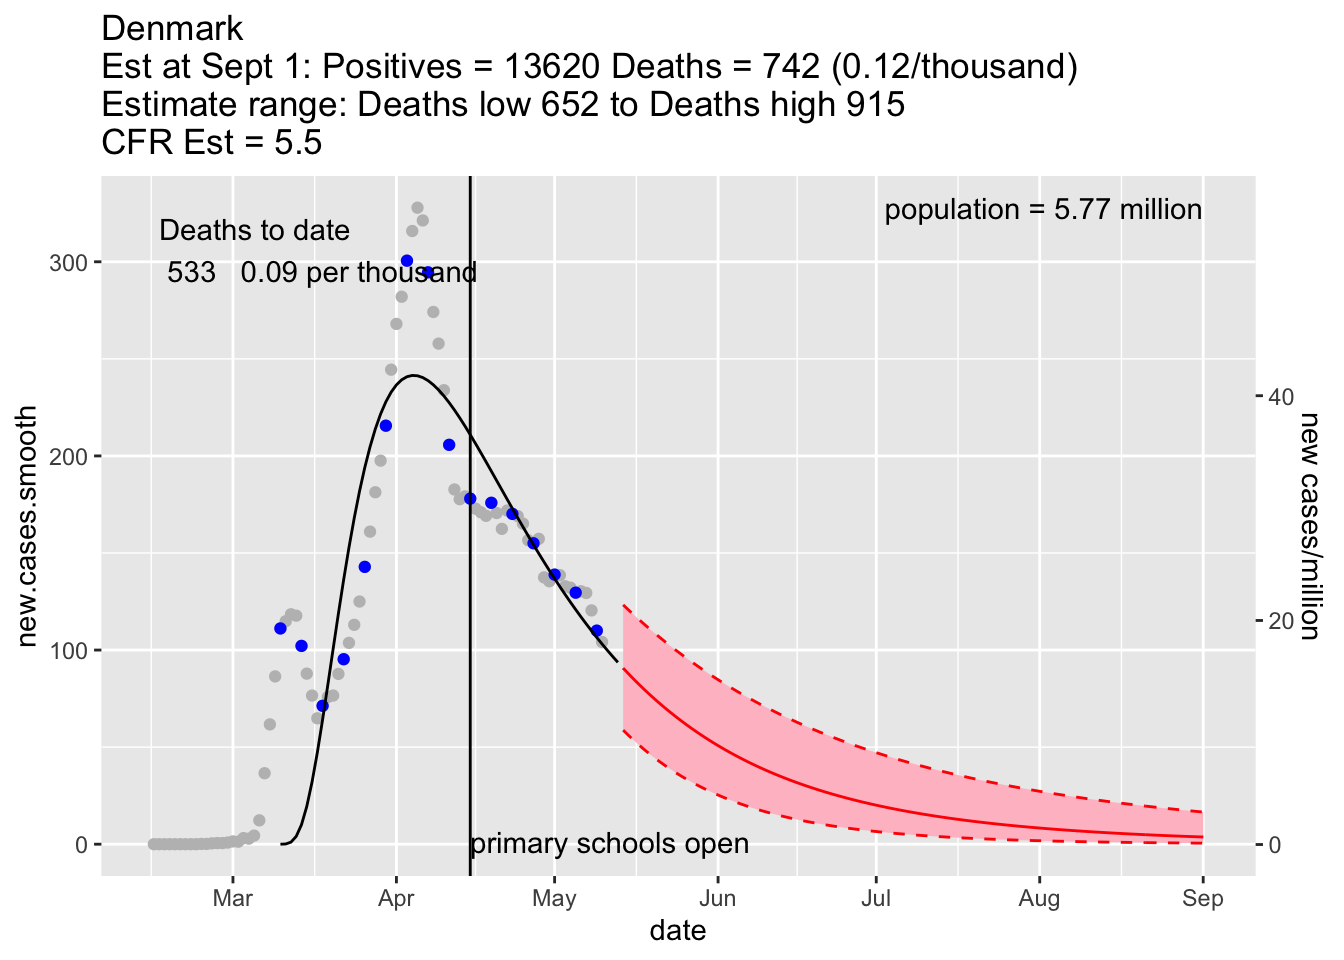 Denmark
Est at Sept 1: Positives = 13620 Deaths = 742 (0.12/thousand)
Estimate range: Deaths low 652 to Deaths high 915
CFR Est = 5.5
population = 5.77 million
Deaths to date
533 0.09 per thousand
300
200
100
0
new.cases.smooth
40
20
0
new cases/million
primary schools open
Mar Apr May Jun Jul Aug Sep
date